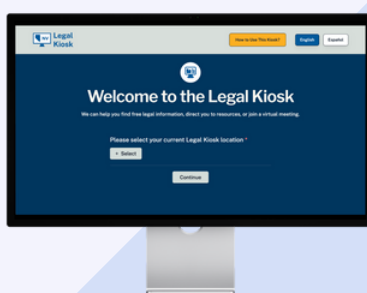 NV Legal
Kiosk
How to Use This Kiosk?
English
Español
Welcome to the Legal Kiosk
We can help you find free legal information, direct you to resources, or join a virtual meeting.
Please select your current Legal Kiosk location *
+ Select
Continue